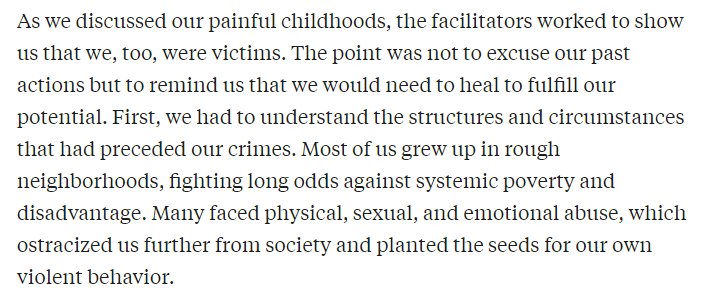 As we discussed our painful childhoods, the facilitators worked to show
us that we, too, were victims. The point was not to excuse our past
actions but to remind us that we would need to heal to fulfill our
potential. First, we had to understand the structures and circumstances
that had preceded our crimes. Most of us grew up in rough
neighborhoods, fighting long odds against systemic poverty and
disadvantage. Many faced physical, sexual, and emotional abuse, which
ostracized us further from society and planted the seeds for our own
violent behavior.